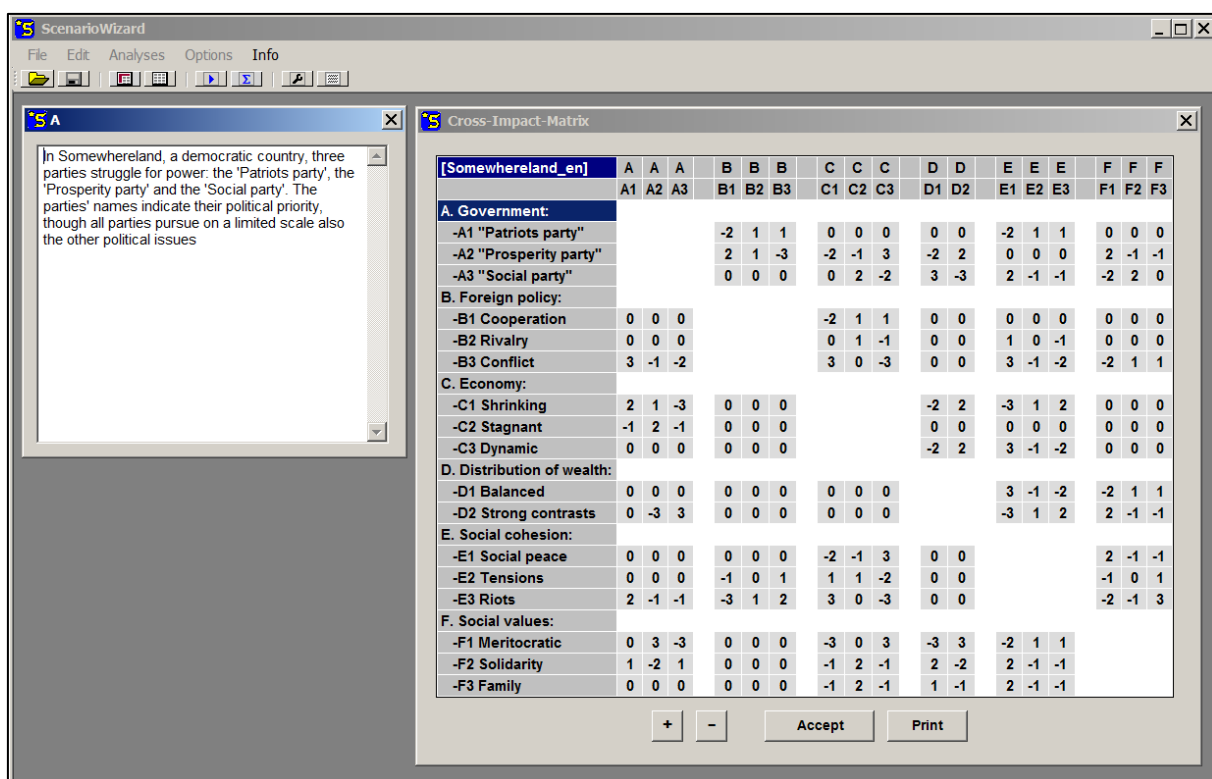 ScenarioWizard
File Edit Analyses Options Info
A
In Somewhereland, a democratic country, three
parties struggle for power: the 'Patriots party', the
'Prosperity party' and the 'Social party'. The
parties' names indicate their political priority,
though all parties pursue on a limited scale also
the other political issues
Cross-Impact-Matrix
[Somewhereland_en] A A A B B B C C C D D E E E F F F
A1 A2 A3 B1 B2 B3 C1 C2 C3 D1 D2 E1 E2 E3 F1 F2 F3
A. Government:
-A1 "Patriots party" -2 1 1 0 0 0 0 0 -2 1 1 0 0 0
-A2 "Prosperity party" 2 1 -3 -2 -1 3 -2 2 0 0 0 2 -1 -1
-A3 "Social party" 0 0 0 0 2 -2 3 -3 2 -1 -1 -2 2 0
B. Foreign policy:
-B1 Cooperation 0 0 0 -2 1 1 0 0 0 0 0 0 0 0
-B2 Rivalry 0 0 0 0 1 -1 0 0 1 0 -1 0 0 0
-B3 Conflict 3 -1 -2 3 0 -3 0 0 3 -1 -2 -2 1 1
C. Economy:
-C1 Shrinking 2 1 -3 0 0 0 -2 2 -3 1 2 0 0 0
-C2 Stagnant -1 2 -1 0 0 0 0 0 0 0 0 0 0 0
-C3 Dynamic 0 0 0 0 0 0 -2 2 3 -1 -2 0 0 0
D. Distribution of wealth:
-D1 Balanced 0 0 0 0 0 0 0 0 0 3 -1 -2 -2 1 1
-D2 Strong contrasts 0 -3 3 0 0 0 0 0 0 -3 1 2 2 -1 -1
E. Social cohesion:
-E1 Social peace 0 0 0 0 0 0 -2 -1 3 0 0 2 -1 -1
-E2 Tensions 0 0 0 -1 0 1 1 1 -2 0 0 -1 0 1
-E3 Riots 2 -1 -1 -3 1 2 3 0 -3 0 0 -2 -1 3
F. Social values:
-F1 Meritocratic 0 3 -3 0 0 0 -3 0 3 -3 3 -2 1 1
-F2 Solidarity 1 -2 1 0 0 0 -1 2 -1 2 -2 2 -1 -1
-F3 Family 0 0 0 0 0 0 -1 2 -1 1 -1 2 -1 -1
+ - Accept Print